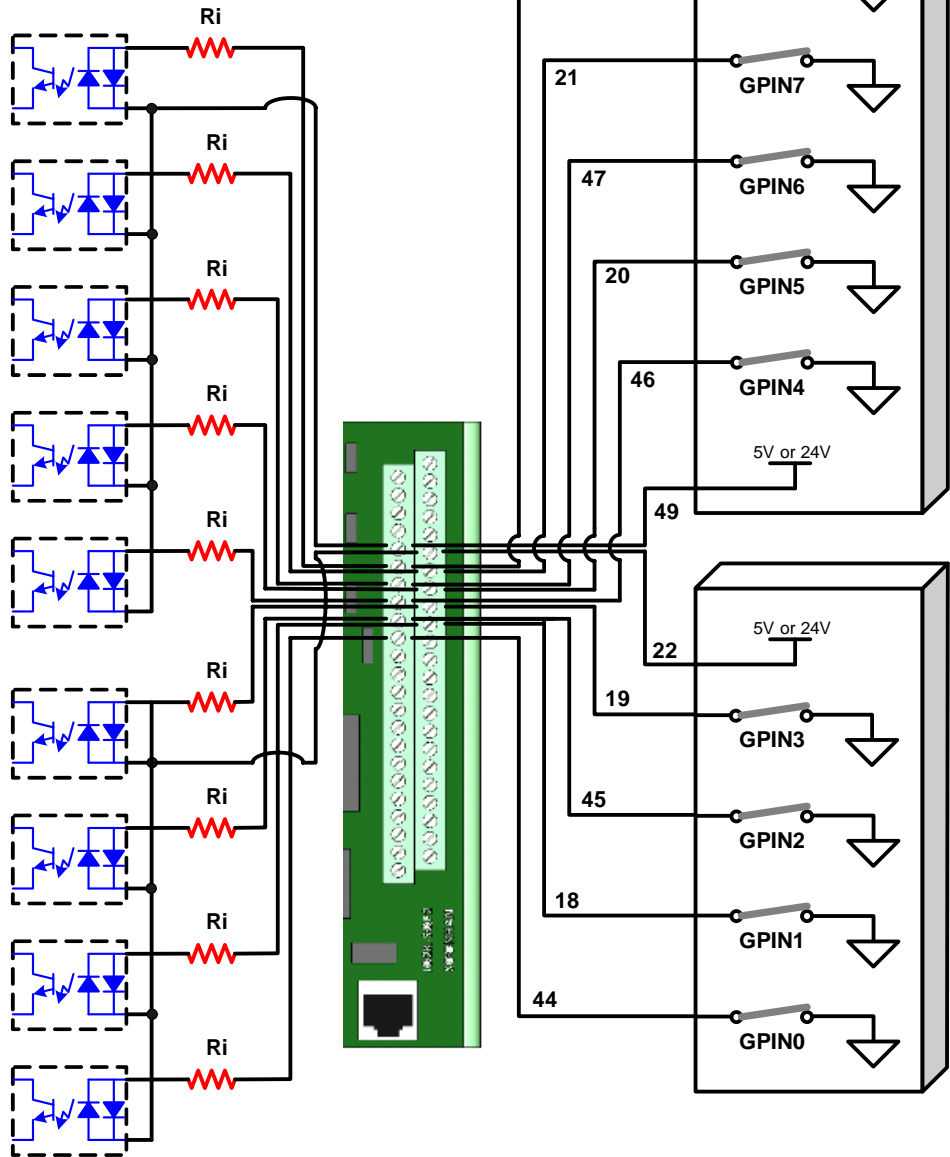 Ri
21
GPIN7
Ri
47
GPIN6
Ri
20
GPIN5
46
GPIN4
Ri
5V or 24V
49
Ri
5V or 24V
22
Ri
19
GPIN3
Ri
45
GPIN2
18
GPIN1
Ri
44
GPIN0
Ri